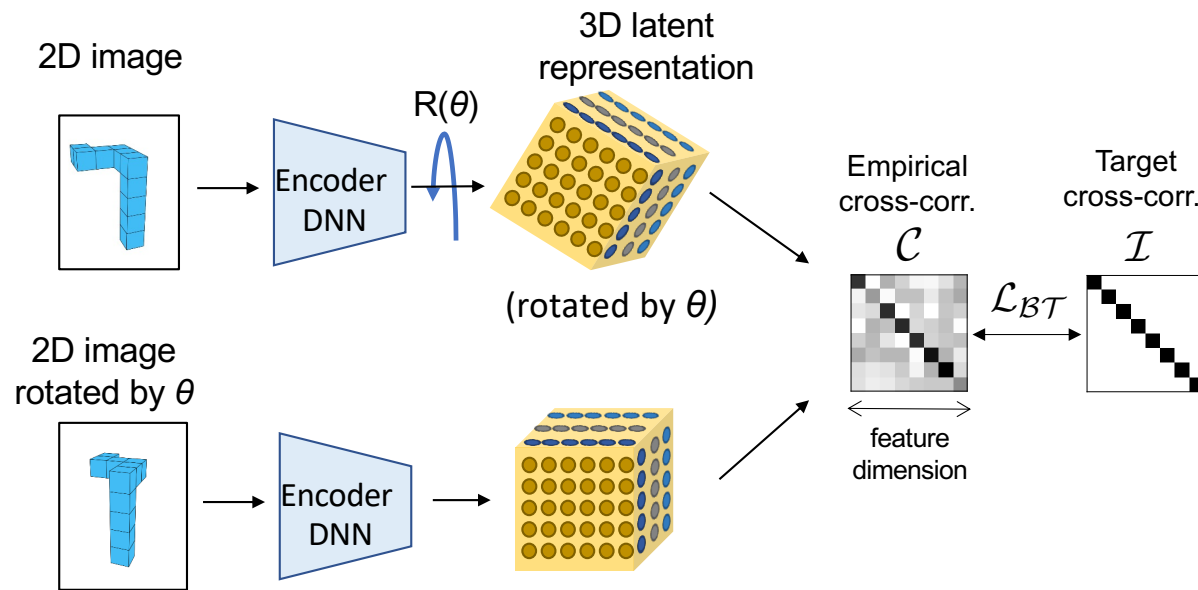 2D image
Encoder
DNN
R(θ)
3D latent
representation
(rotated by θ)
2D image
rotated by θ
Encoder
DNN
Empirical
cross-corr.
C
feature
dimension
ℒ_BT
Target
cross-corr.
I